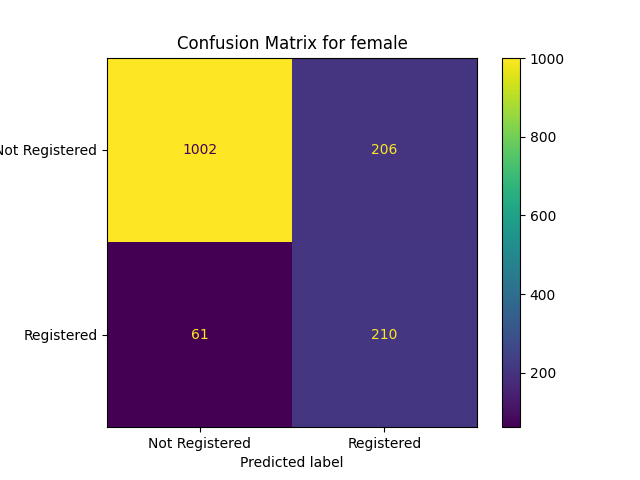 Confusion Matrix for female
ot Registered
1002
206
Registered
61
210
Not Registered
Registered
Predicted label
1000
800
600
400
200